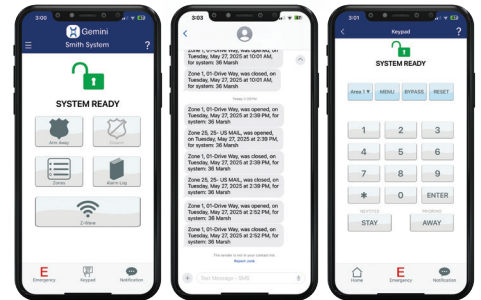 3:00
Gemini
Smith System
?
SYSTEM READY
Arm Away
Disarm
Zones
Alarm Log
Z-Wave
E
Emergency
Keypad
Notification
3:03
Zone 1, 01-Drive Way, was opened, on
Tuesday, May 27, 2025 at 10:01 AM,
for system: 36 Marsh
Zone 1, 01-Drive Way, was closed, on
Tuesday, May 27, 2025 at 10:01 AM,
for system: 36 Marsh
Zone 1, 01-Drive Way, was opened, on
Tuesday, May 27, 2025 at 2:39 PM, for
system: 36 Marsh
Zone 25, 25- US MAIL, was opened,
on Tuesday, May 27, 2025 at 2:39
PM, for system: 36 Marsh
Zone 1, 01-Drive Way, was closed, on
Tuesday, May 27, 2025 at 2:39 PM, for
system: 36 Marsh
Zone 25, 25- US MAIL, was closed, on
Tuesday, May 27, 2025 at 2:39 PM, for
system: 36 Marsh
Zone 1, 01-Drive Way, was opened, on
Tuesday, May 27, 2025 at 2:52 PM, for
system: 36 Marsh
Zone 1, 01-Drive Way, was closed, on
Tuesday, May 27, 2025 at 2:52 PM, for
system: 36 Marsh
The sender is not in your contact list.
Report Junk
Text Message - SMS
3:01
Keypad
?
SYSTEM READY
Area 1 MENU BYPASS RESET
1 2 3
4 5 6
7 8 9
* 0 ENTER
STAY AWAY
Home
E
Emergency
Notification